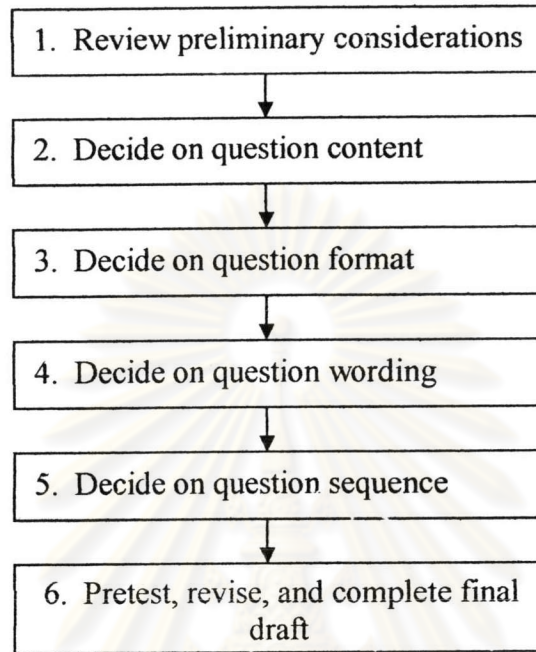 1. Review preliminary considerations
2. Decide on question content
3. Decide on question format
4. Decide on question wording
5. Decide on question sequence
6. Pretest, revise, and complete final
draft